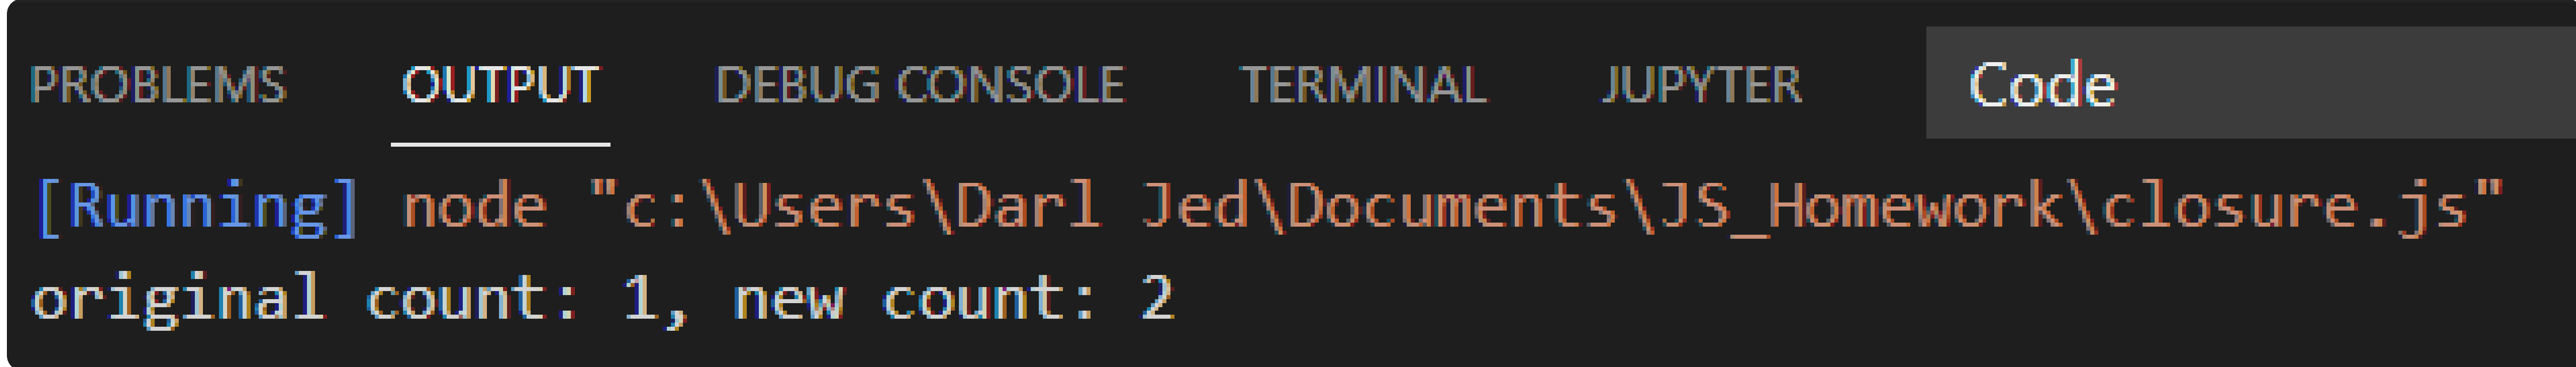 PROBLEMS OUTPUT DEBUG CONSOLE TERMINAL JUPYTER Code
[Running] node "c:\Users\Darl Jed\Documents\JS_Homework\closure.js"
original count: 1, new count: 2